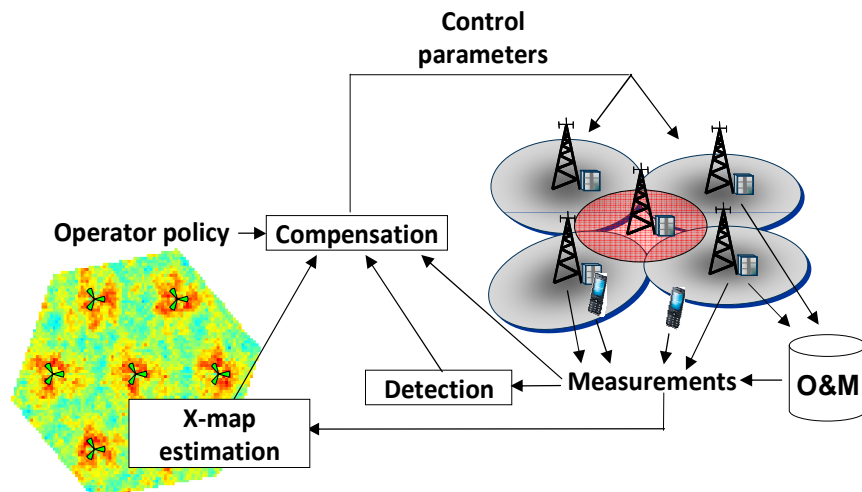 Control
parameters
Operator policy
Compensation
Detection
Measurements
O&M
X-map
estimation